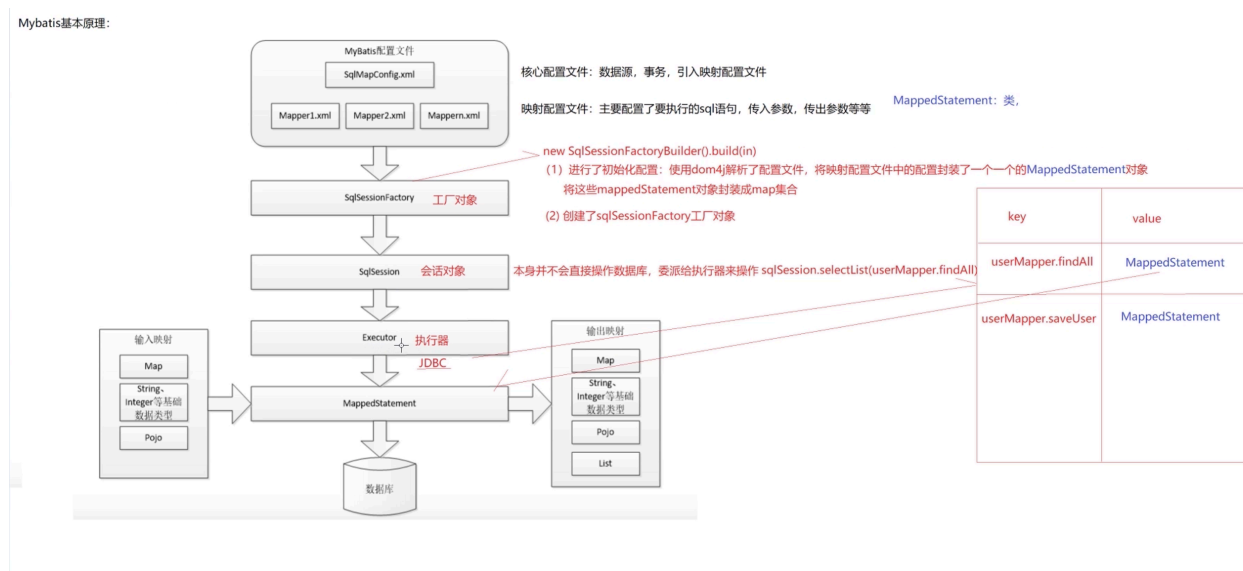 Mybatis基本原理:
MyBatis配置文件
SqlMapConfig.xml
Mapper1.xml
Mapper2.xml
Mappern.xml
核心配置文件：数据源，事务，引入映射配置文件
映射配置文件：主要配置了要执行的sql语句，传入参数，传出参数等等
MappedStatement：类，
new SqlSessionFactoryBuilder().build(in)
（1）进行了初始化配置：使用dom4j解析了配置文件，将映射配置文件中的配置封装了一个一个的MappedStatement对象
将这些mappedStatement对象封装成map集合
(2) 创建了sqlSessionFactory工厂对象
SqlSessionFactory 工厂对象
SqlSession 会话对象
本身并不会直接操作数据库，委派给执行器来操作 sqlSession.selectList(userMapper.findAll)
key
value
userMapper.findAll
MappedStatement
userMapper.saveUser
MappedStatement
Executor 执行器
JDBC
输入映射
Map
String、
Integer等基础
数据类型
Pojo
MappedStatement
输出映射
Map
String、
Integer等基础
数据类型
Pojo
List
数据库